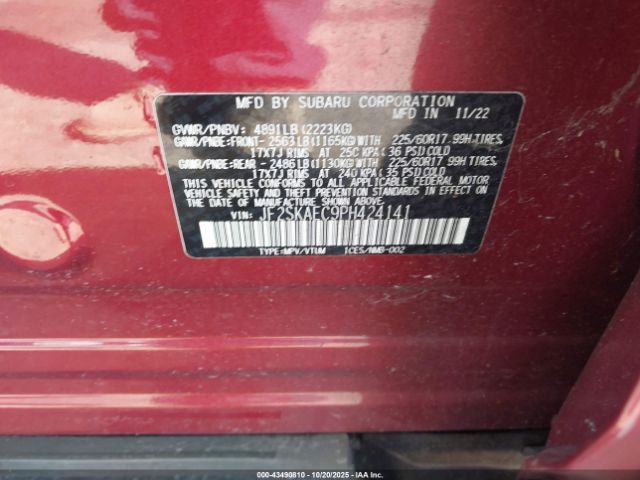 MFD BY SUBARU CORPORATION
MFD IN 11/22
GVWR/PNBV: 4891LB(2223KG)
GAWR/PNBE:FRONT- 2563LB(1165KG)WITH 225/60R17 99H TIRES,
17X7J RIMS AT 250 KPA(36 PSI)COLD
GAWR/PNBE:REAR -2486LB(1130KG)WITH 225/60R17 99H TIRES,
17X7J RIMS AT 240 KPA(35 PSI)COLD
THIS VEHICLE CONFORMS TO ALL APPLICABLE FEDERAL MOTOR
VEHICLE SAFETY AND THEFT PREVENTION STANDARDS IN EFFECT
ON THE DATE OF MANUFACTURE SHOWN ABOVE.
VIN: JF2SKAEC9PH424141
TYPE:MPV/VTUM ICES/NMB-002
000-43490810 - 10/20/2025 - © IAA Holdings, LLC